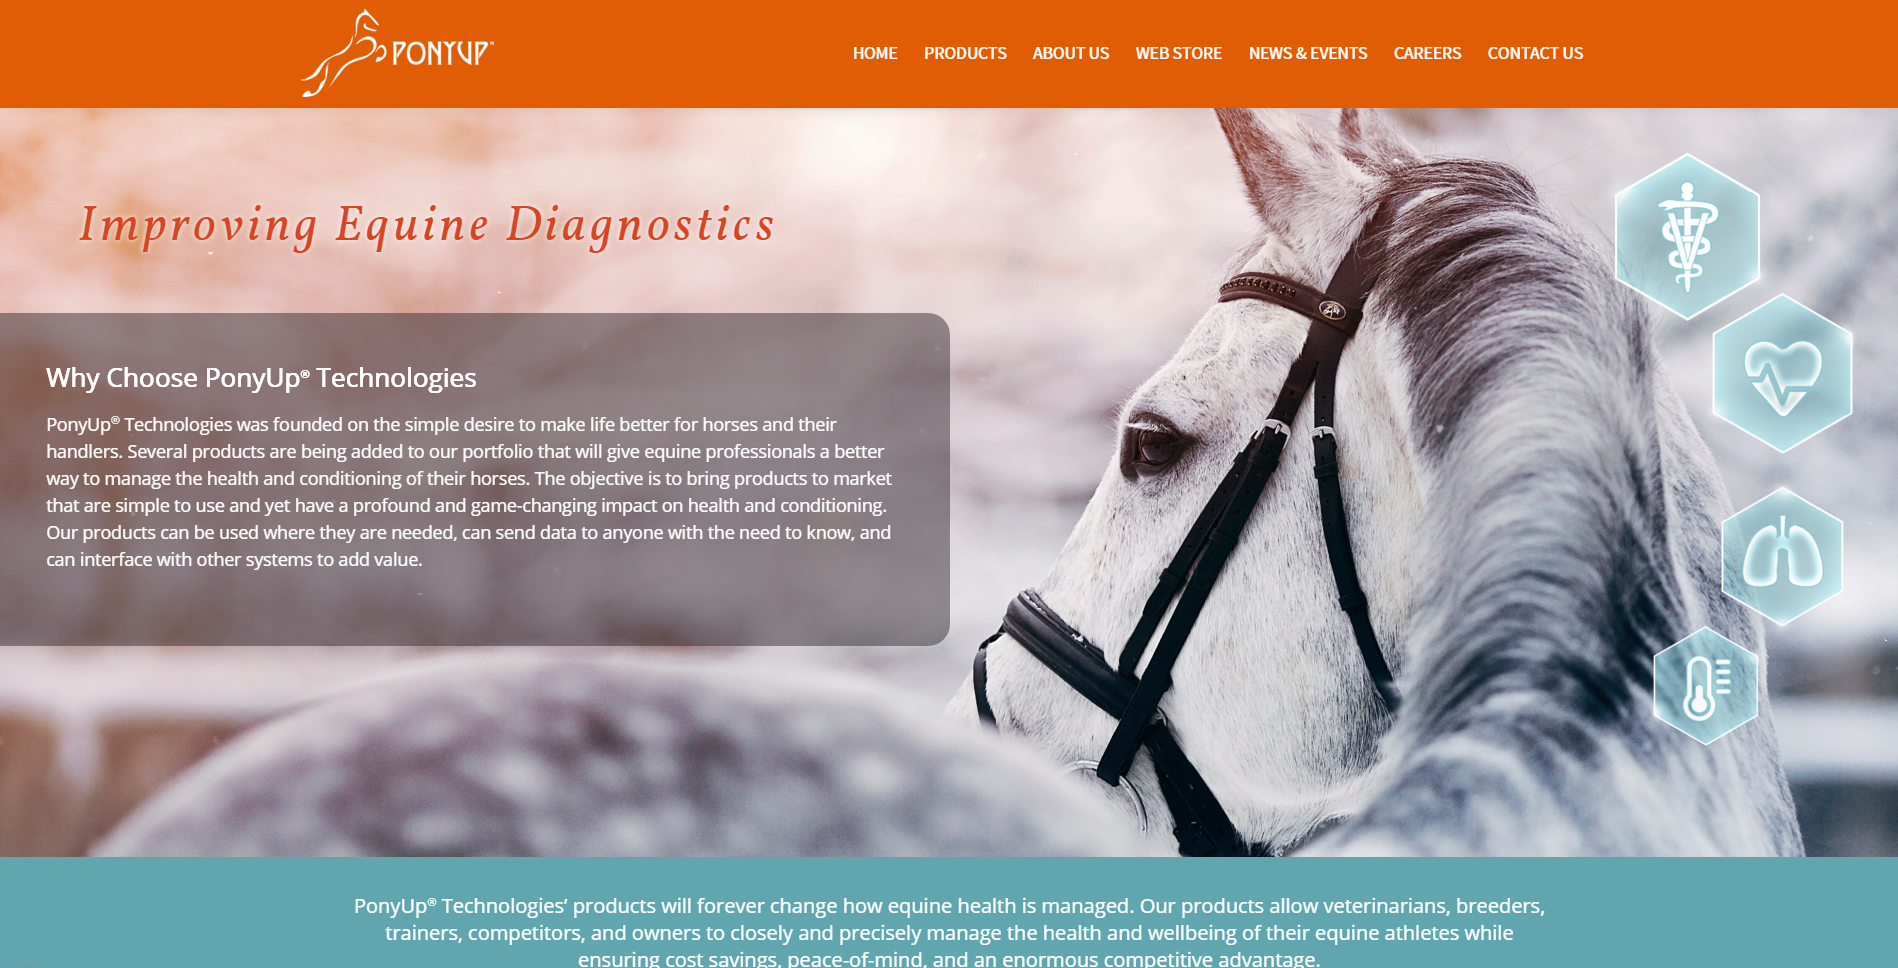 PONYUP™
HOME PRODUCTS ABOUT US WEB STORE NEWS & EVENTS CAREERS CONTACT US
Improving Equine Diagnostics
Why Choose PonyUp® Technologies
PonyUp® Technologies was founded on the simple desire to make life better for horses and their
handlers. Several products are being added to our portfolio that will give equine professionals a better
way to manage the health and conditioning of their horses. The objective is to bring products to market
that are simple to use and yet have a profound and game-changing impact on health and conditioning.
Our products can be used where they are needed, can send data to anyone with the need to know, and
can interface with other systems to add value.
V
PonyUp® Technologies’ products will forever change how equine health is managed. Our products allow veterinarians, breeders,
trainers, competitors, and owners to closely and precisely manage the health and wellbeing of their equine athletes while
ensuring cost savings, peace-of-mind, and an enormous competitive advantage.